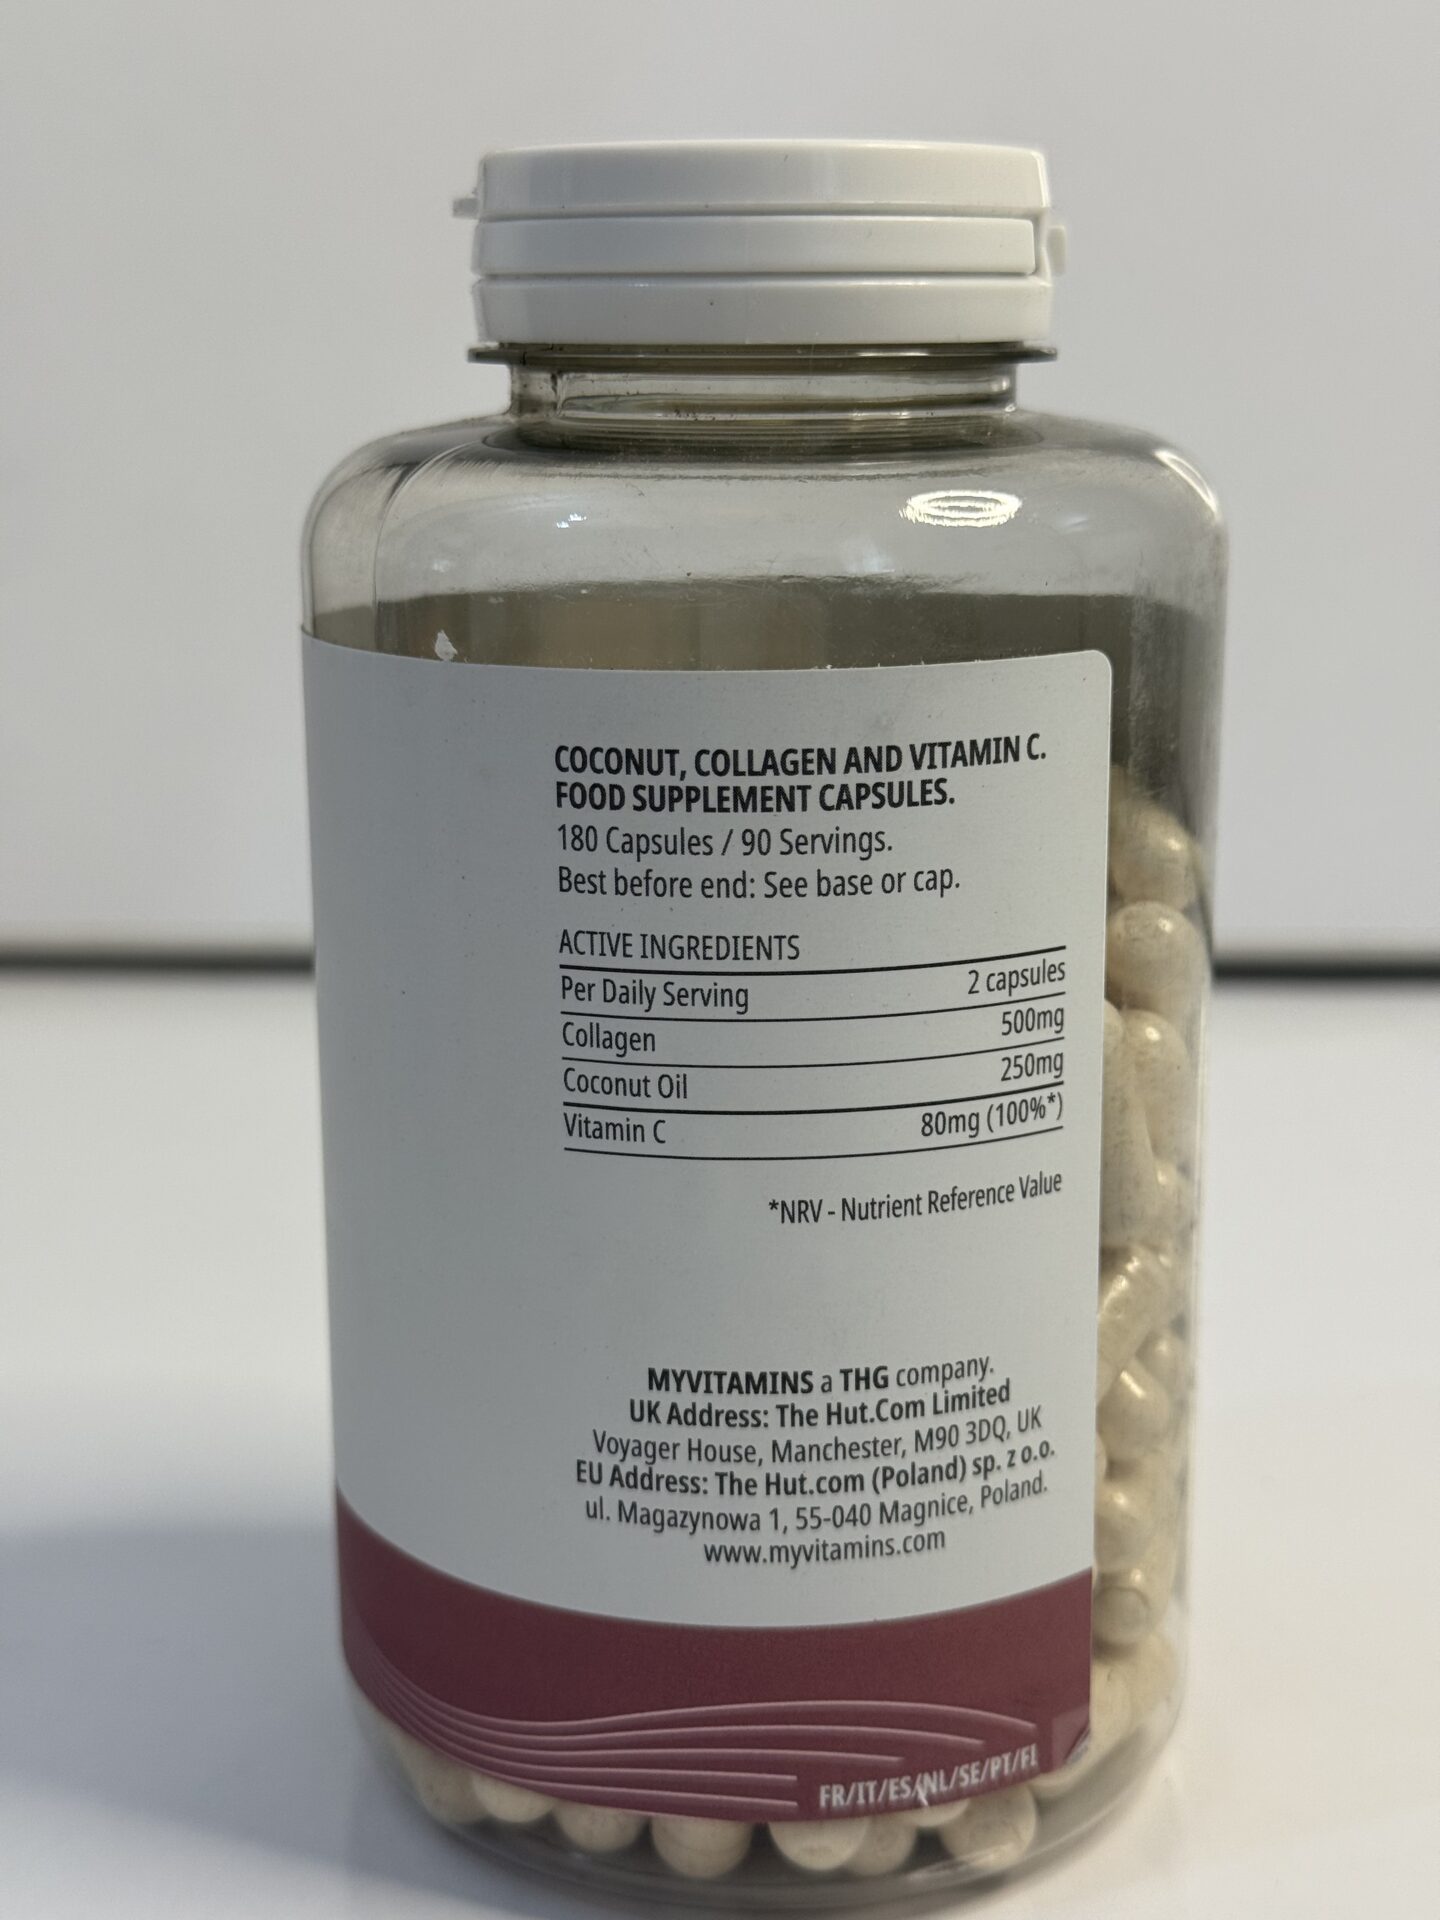 COCONUT, COLLAGEN AND VITAMIN C.
FOOD SUPPLEMENT CAPSULES.
180 Capsules / 90 Servings.
Best before end: See base or cap.
ACTIVE INGREDIENTS
Per Daily Serving 2 capsules
Collagen 500mg
Coconut Oil 250mg
Vitamin C 80mg (100%*)
*NRV - Nutrient Reference Value
MYVITAMINS a THG company.
UK Address: The Hut.Com Limited
Voyager House, Manchester, M90 3DQ, UK
EU Address: The Hut.com (Poland) sp. z o.o.
ul. Magazynowa 1, 55-040 Magnice, Poland.
www.myvitamins.com
FR/IT/ES/NL/SE/PT/FI